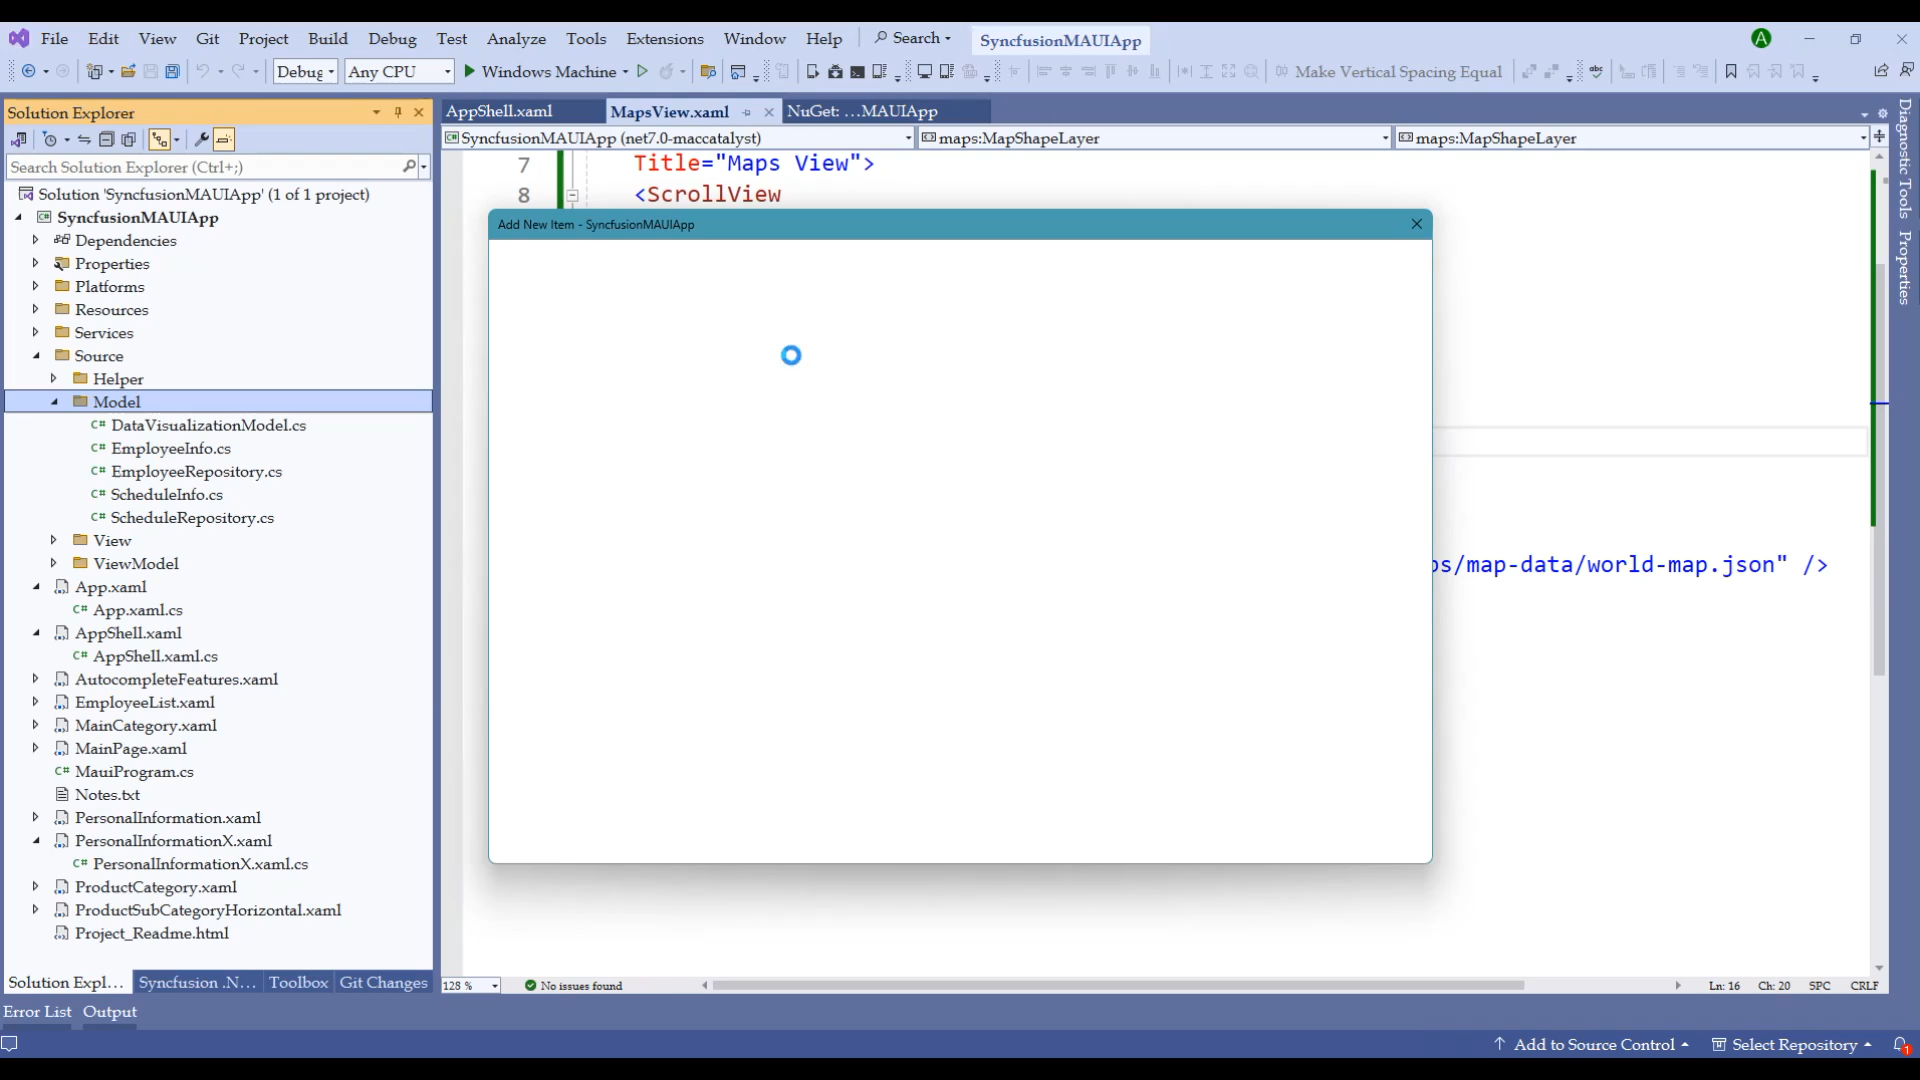 File Edit View Git Project Build Debug Test Analyze Tools Extensions Window Help Search SyncfusionMAUIApp A
Debug Any CPU Windows Machine Make Vertical Spacing Equal
Solution Explorer
AppShell.xaml MapsView.xaml NuGet: ...MAUIApp
SyncfusionMAUIApp (net7.0-maccatalyst) maps:MapShapeLayer maps:MapShapeLayer
Search Solution Explorer (Ctrl+;)
Solution 'SyncfusionMAUIApp' (1 of 1 project)
SyncfusionMAUIApp
Dependencies
Properties
Platforms
Resources
Services
Source
Helper
Model
C# DataVisualizationModel.cs
C# EmployeeInfo.cs
C# EmployeeRepository.cs
C# ScheduleInfo.cs
C# ScheduleRepository.cs
View
ViewModel
App.xaml
C# App.xaml.cs
AppShell.xaml
C# AppShell.xaml.cs
AutocompleteFeatures.xaml
EmployeeList.xaml
MainCategory.xaml
MainPage.xaml
C# MauiProgram.cs
Notes.txt
PersonalInformation.xaml
PersonalInformationX.xaml
C# PersonalInformationX.xaml.cs
ProductCategory.xaml
ProductSubCategoryHorizontal.xaml
Project_Readme.html
7 Title="Maps View">
8 <ScrollView
Add New Item - SyncfusionMAUIApp
ps/map-data/world-map.json" />
Diagnostic Tools
Properties
Solution Expl... Syncfusion .N... Toolbox Git Changes
128 % No issues found Ln: 16 Ch: 20 SPC CRLF
Error List Output
Add to Source Control Select Repository 1